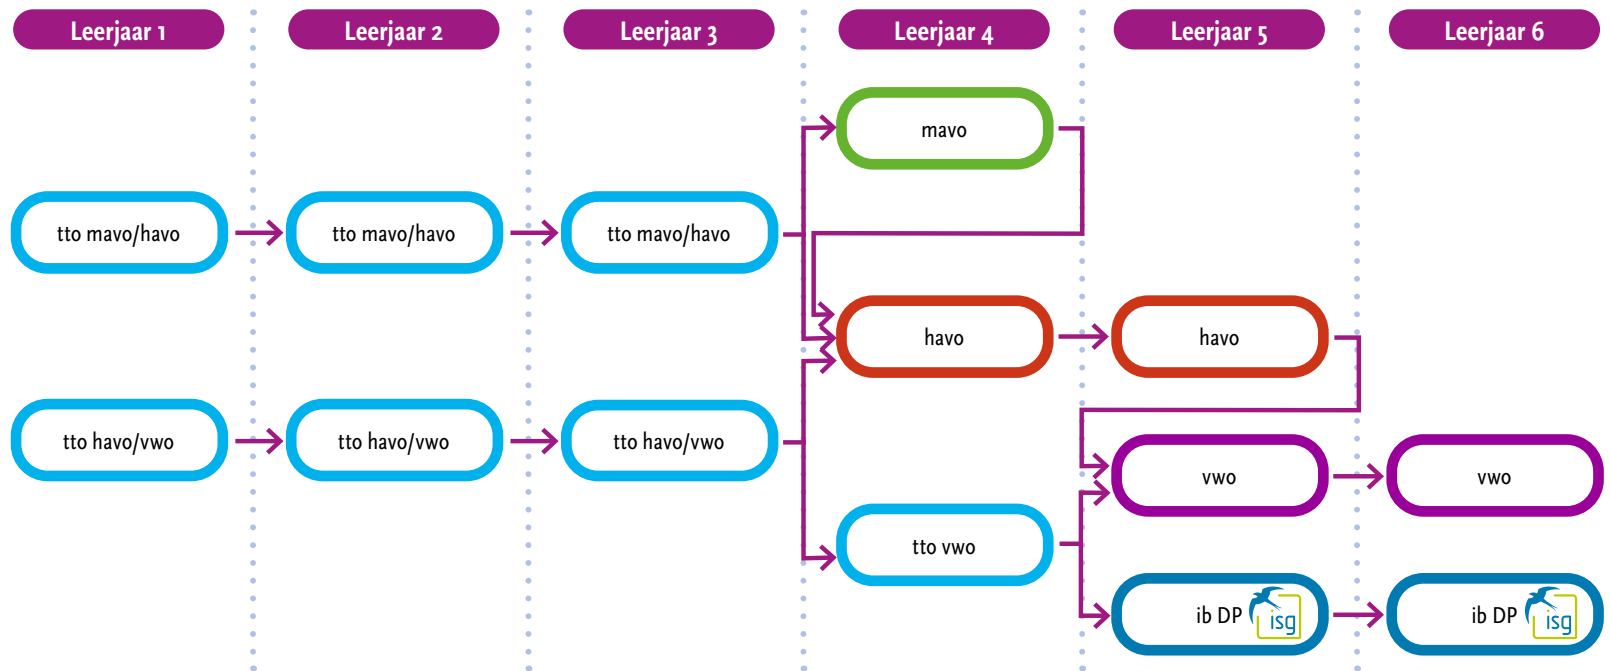 Leerjaar 1
Leerjaar 2
Leerjaar 3
Leerjaar 4
Leerjaar 5
Leerjaar 6
mavo
tto mavo/havo
tto mavo/havo
tto mavo/havo
havo
havo
tto havo/vwo
tto havo/vwo
tto havo/vwo
vwo
vwo
tto vwo
ib DP
isg
ib DP
isg